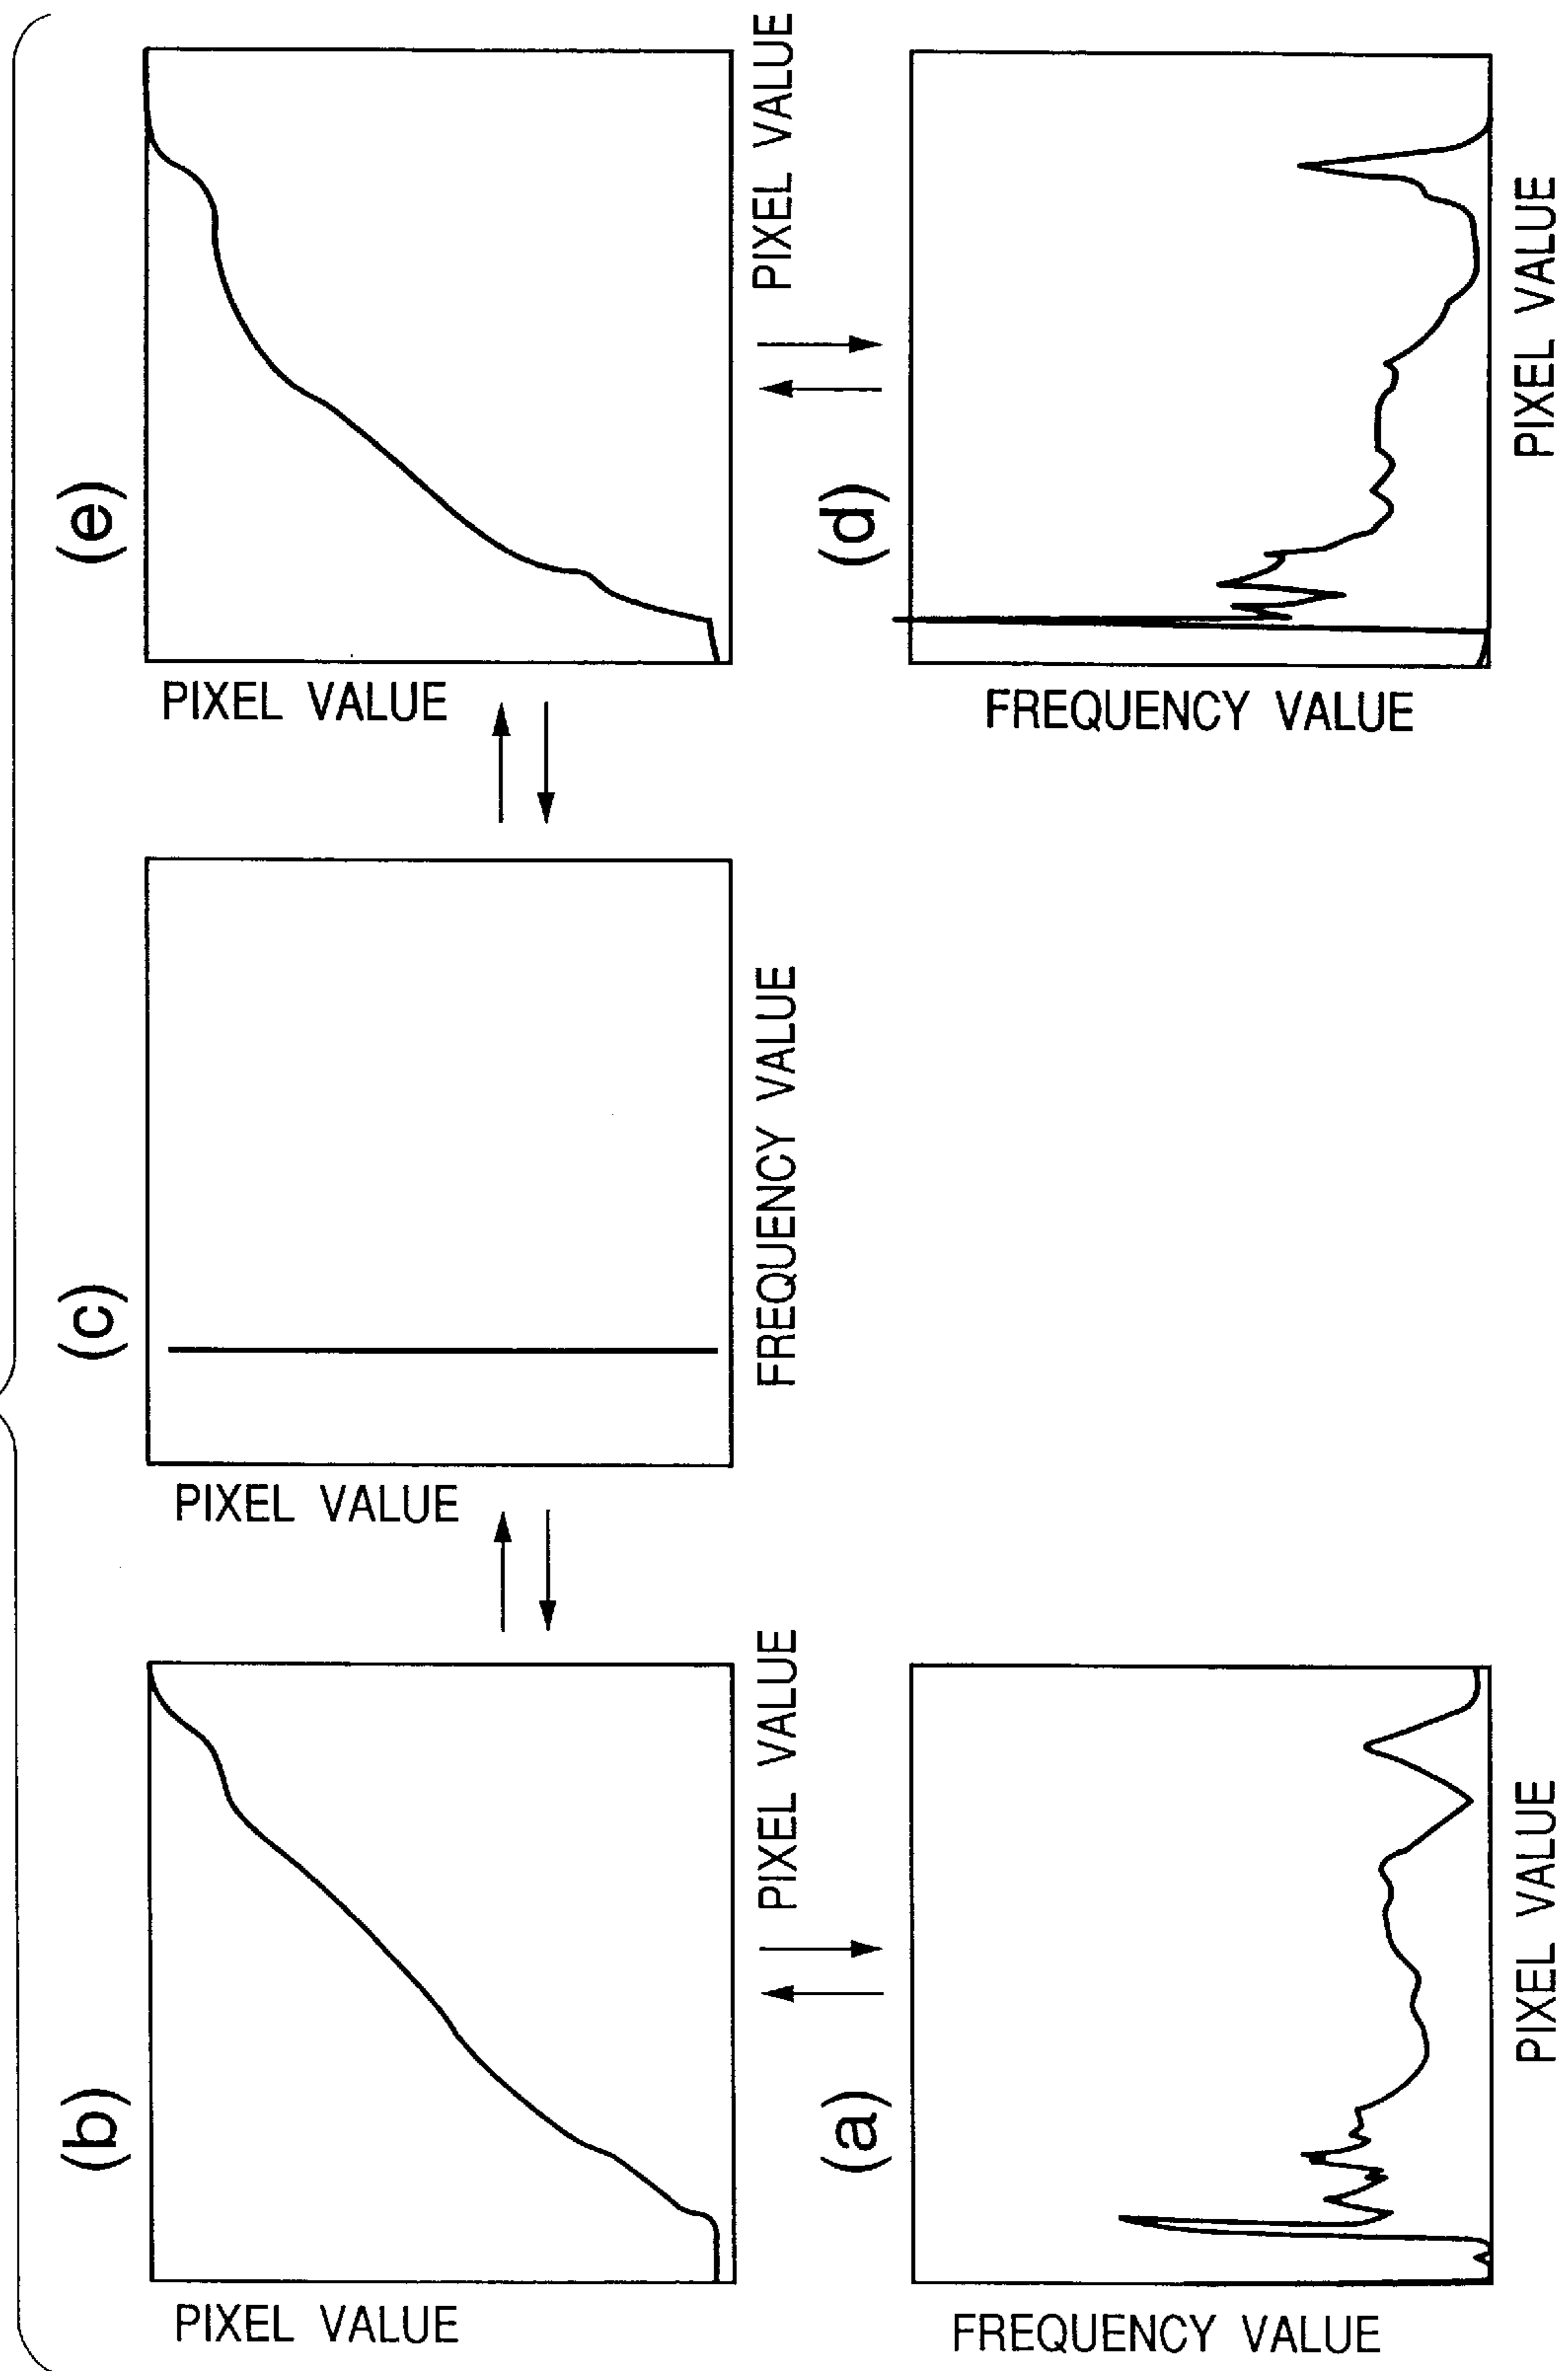 (b)
PIXEL VALUE
PIXEL VALUE
(c)
PIXEL VALUE
FREQUENCY VALUE
(e)
PIXEL VALUE
PIXEL VALUE
(a)
FREQUENCY VALUE
PIXEL VALUE
(d)
FREQUENCY VALUE
PIXEL VALUE